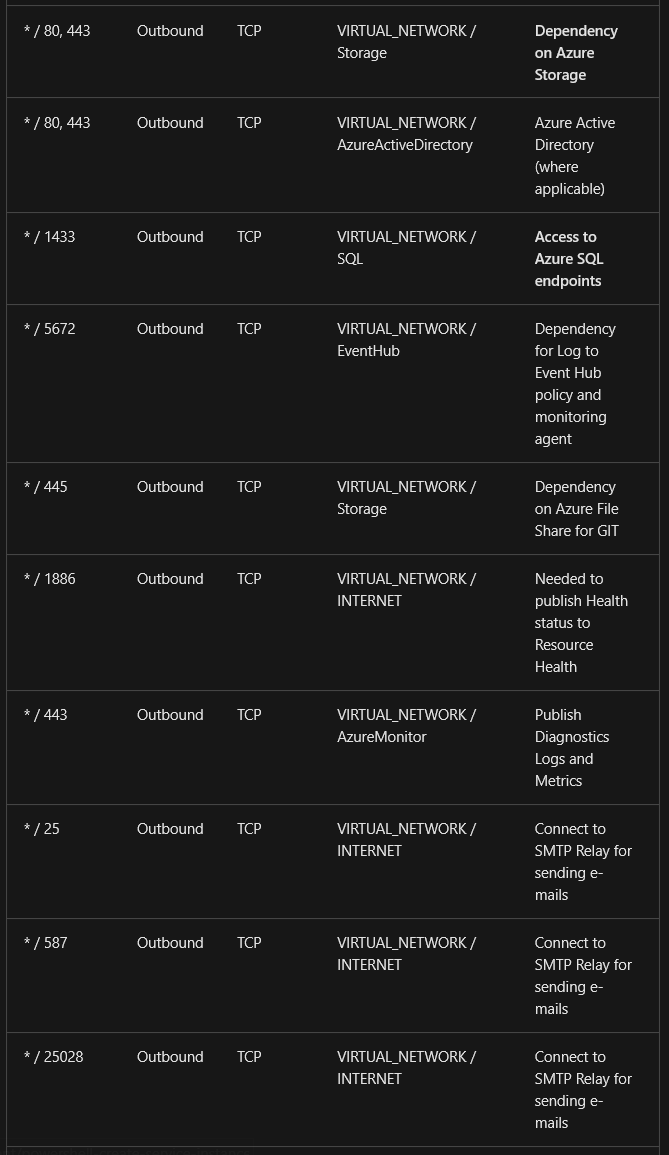 * / 80, 443 Outbound TCP VIRTUAL_NETWORK / Dependency
Storage on Azure
Storage
* / 80, 443 Outbound TCP VIRTUAL_NETWORK / Azure Active
AzureActiveDirectory Directory
(where
applicable)
* / 1433 Outbound TCP VIRTUAL_NETWORK / Access to
SQL Azure SQL
endpoints
* / 5672 Outbound TCP VIRTUAL_NETWORK / Dependency
EventHub for Log to
Event Hub
policy and
monitoring
agent
* / 445 Outbound TCP VIRTUAL_NETWORK / Dependency
Storage on Azure File
Share for GIT
* / 1886 Outbound TCP VIRTUAL_NETWORK / Needed to
INTERNET publish Health
status to
Resource
Health
* / 443 Outbound TCP VIRTUAL_NETWORK / Publish
AzureMonitor Diagnostics
Logs and
Metrics
* / 25 Outbound TCP VIRTUAL_NETWORK / Connect to
INTERNET SMTP Relay for
sending e-
mails
* / 587 Outbound TCP VIRTUAL_NETWORK / Connect to
INTERNET SMTP Relay for
sending e-
mails
* / 25028 Outbound TCP VIRTUAL_NETWORK / Connect to
INTERNET SMTP Relay for
sending e-
mails